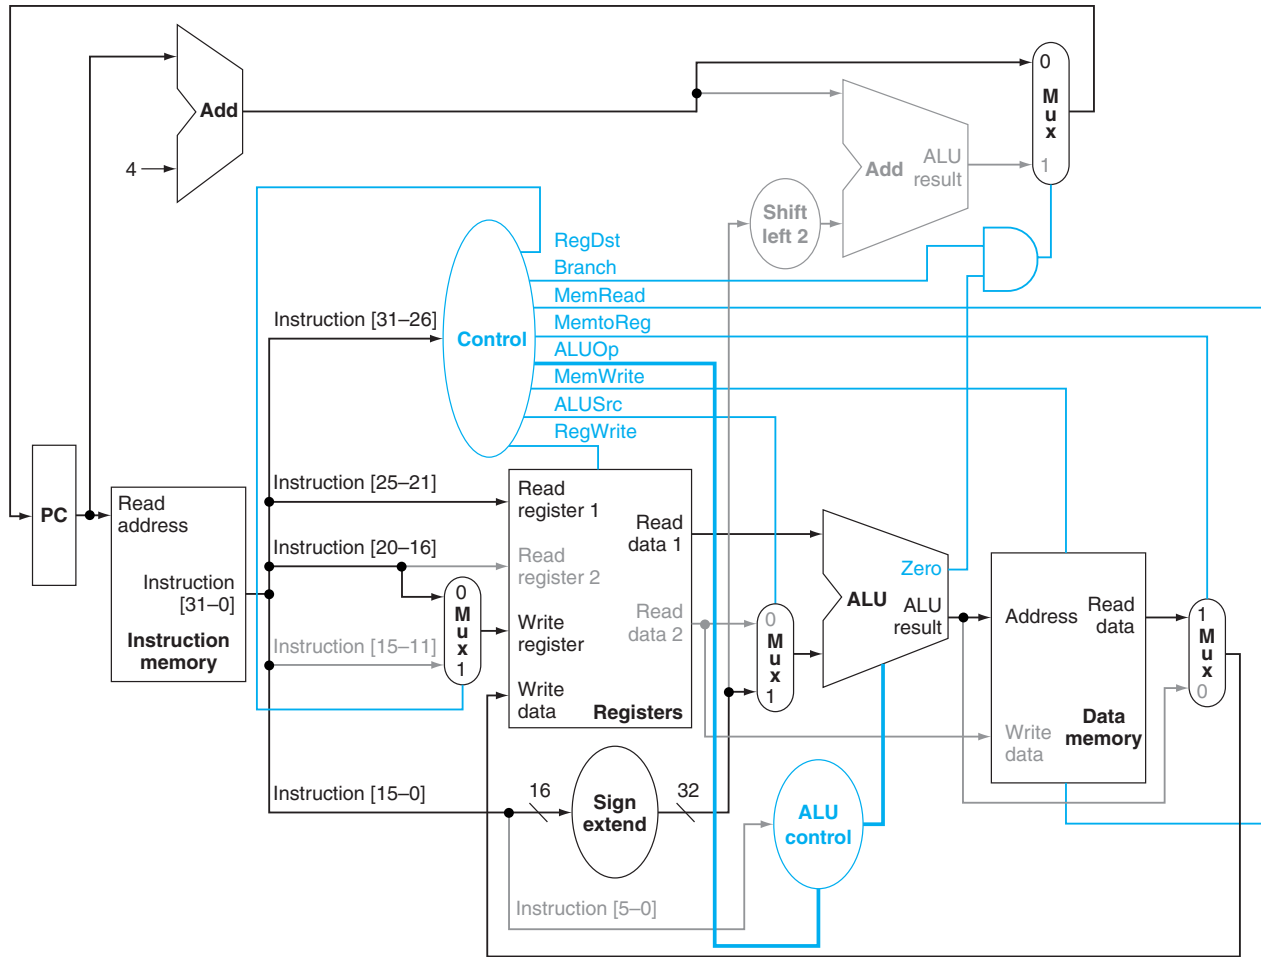 0
M
u
x
1
Add
4
Add
ALU
result
Shift
left 2
RegDst
Branch
MemRead
MemtoReg
ALUOp
MemWrite
ALUSrc
RegWrite
Instruction [31–26]
Control
Instruction [25–21]
Instruction [20–16]
Instruction [15–11]
Instruction [15–0]
Instruction [5–0]
PC
Read
address
Instruction
[31–0]
Instruction
memory
0
M
u
x
1
Read
register 1
Read
register 2
Write
register
Write
data
Read
data 1
Read
data 2
Registers
0
M
u
x
1
Zero
ALU
ALU
result
Address
Read
data
Write
data
Data
memory
1
M
u
x
0
16
Sign
extend
32
ALU
control